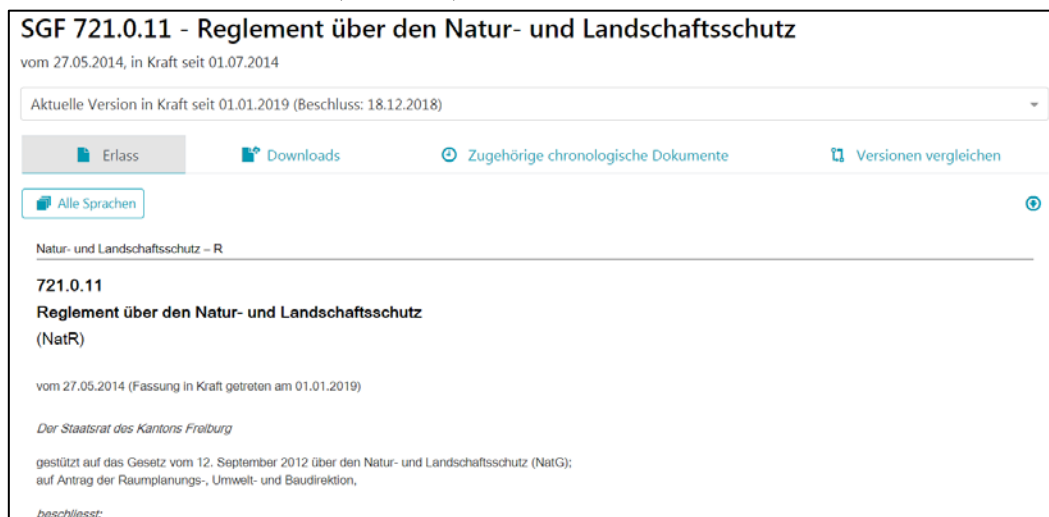 SGF 721.0.11 - Reglement über den Natur- und Landschaftsschutz
vom 27.05.2014, in Kraft seit 01.07.2014
Aktuelle Version in Kraft seit 01.01.2019 (Beschluss: 18.12.2018)
Erlass Downloads Zugehörige chronologische Dokumente Versionen vergleichen
Alle Sprachen
Natur- und Landschaftsschutz – R
721.0.11
Reglement über den Natur- und Landschaftsschutz
(NatR)
vom 27.05.2014 (Fassung in Kraft getreten am 01.01.2019)
Der Staatsrat des Kantons Freiburg
gestützt auf das Gesetz vom 12. September 2012 über den Natur- und Landschaftsschutz (NatG);
auf Antrag der Raumplanungs-, Umwelt- und Baudirektion,
beschliesst: